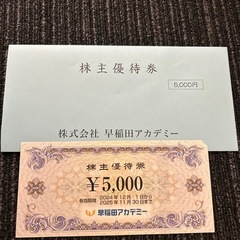 株主優待券
5,000円
株式会社 早稲田アカデミー
株主優待券
¥5,000
有効期間
2024年12月1日から
2025年11月30日まで
早稲田アカデミー